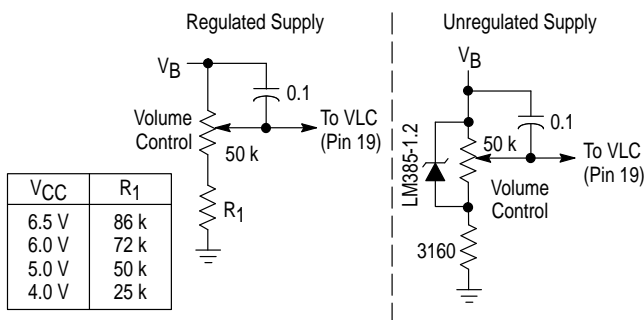 Regulated Supply
VB
0.1
Volume
Control
50 k
To VLC
(Pin 19)
R1
VCC R1
6.5 V 86 k
6.0 V 72 k
5.0 V 50 k
4.0 V 25 k
Unregulated Supply
VB
0.1
LM385-1.2
50 k
To VLC
(Pin 19)
Volume
Control
3160